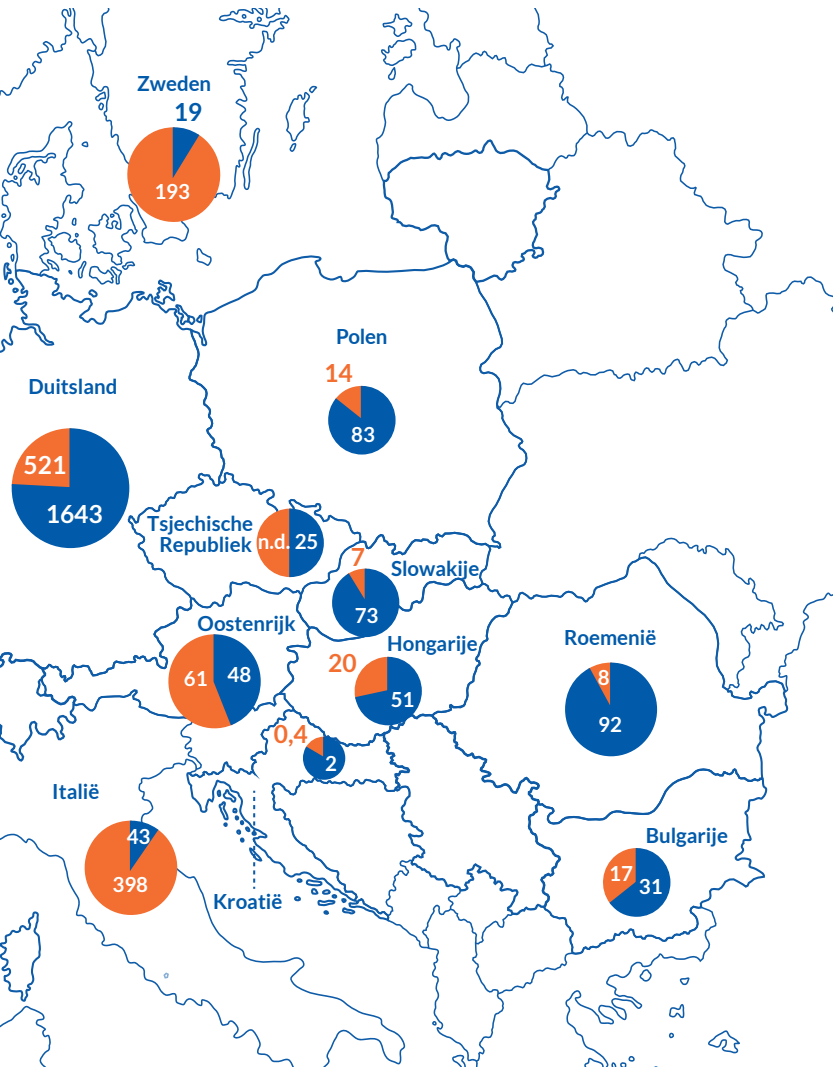 Zweden
19
193
Polen
14
83
Duitsland
521
1643
Tsjechische
Republiek
n.d. 25
7
Slowakije
73
Oostenrijk
61 48
Hongarije
20
51
Roemenië
8
92
0,4
2
Italië
43
398
Kroatië
Bulgarije
17 31